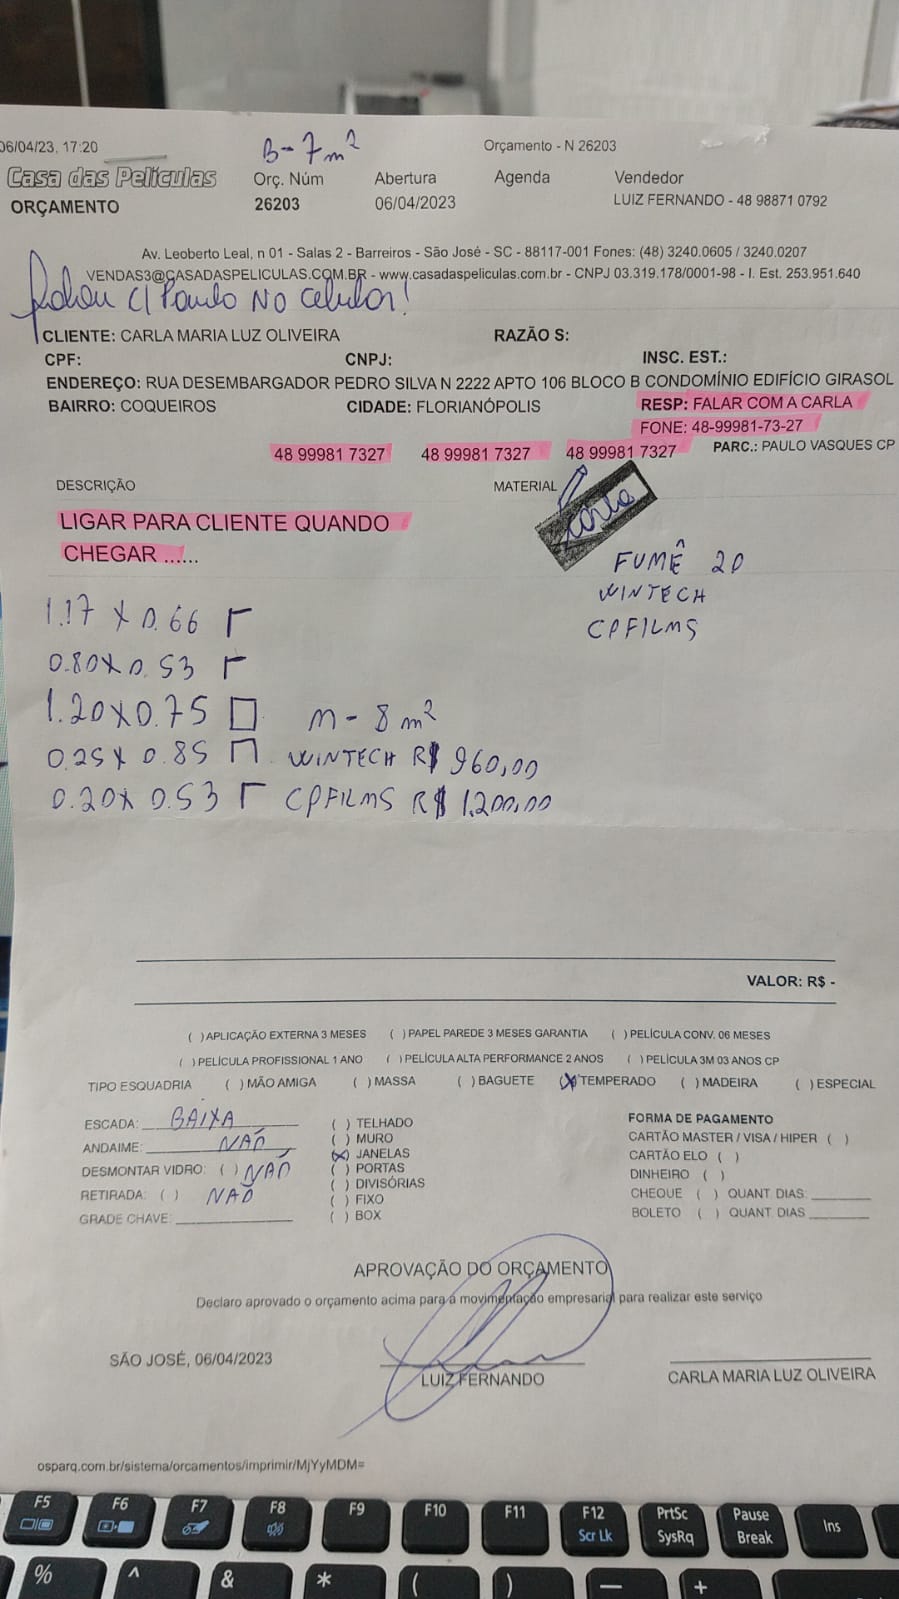 06/04/23, 17:20
B- 7m²
Orçamento - N 26203
Casa das Películas
Orç. Núm
Abertura
Agenda
Vendedor
ORÇAMENTO
26203
06/04/2023
LUIZ FERNANDO - 48 98871 0792
Av. Leoberto Leal, n 01 - Salas 2 - Barreiros - São José - SC - 88117-001 Fones: (48) 3240.0605 / 3240.0207
VENDAS3@CASADASPELICULAS.COM.BR - www.casadaspeliculas.com.br - CNPJ 03.319.178/0001-98 - I. Est. 253.951.640
C/ Paulo NO Celular!
CLIENTE: CARLA MARIA LUZ OLIVEIRA
RAZÃO S:
CPF:
CNPJ:
INSC. EST.:
ENDEREÇO: RUA DESEMBARGADOR PEDRO SILVA N 2222 APTO 106 BLOCO B CONDOMÍNIO EDIFÍCIO GIRASOL
BAIRRO: COQUEIROS
CIDADE: FLORIANÓPOLIS
RESP: FALAR COM A CARLA
FONE: 48-99981-73-27
48 99981 7327
48 99981 7327
48 99981 7327
PARC.: PAULO VASQUES CP
DESCRIÇÃO
MATERIAL
Carla
LIGAR PARA CLIENTE QUANDO
CHEGAR ......
FUMÊ 20
WINTECH
CPFILMS
1.17 X 0.66
0.80 X 0.53
1.20 X 0.75 M - 8 m²
0.25 X 0.85 WINTECH R$ 960,00
0.20 X 0.53 CPFILMS R$ 1.200,00
VALOR: R$ -
( )APLICAÇÃO EXTERNA 3 MESES ( )PAPEL PAREDE 3 MESES GARANTIA ( )PELÍCULA CONV. 06 MESES
( )PELÍCULA PROFISSIONAL 1 ANO ( )PELÍCULA ALTA PERFORMANCE 2 ANOS ( )PELÍCULA 3M 03 ANOS CP
TIPO ESQUADRIA ( )MÃO AMIGA ( )MASSA ( )BAGUETE (X)TEMPERADO ( )MADEIRA ( )ESPECIAL
ESCADA: BAIXA
ANDAIME: NÃO
DESMONTAR VIDRO: ( ) NÃO
RETIRADA: ( ) NÃO
GRADE CHAVE:
( ) TELHADO
( ) MURO
(X) JANELAS
( ) PORTAS
( ) DIVISÓRIAS
( ) FIXO
( ) BOX
FORMA DE PAGAMENTO
CARTÃO MASTER / VISA / HIPER ( )
CARTÃO ELO ( )
DINHEIRO ( )
CHEQUE ( ) QUANT. DIAS:
BOLETO ( ) QUANT. DIAS
APROVAÇÃO DO ORÇAMENTO
Declaro aprovado o orçamento acima para a movimentação empresarial para realizar este serviço
SÃO JOSÉ, 06/04/2023
LUIZ FERNANDO
CARLA MARIA LUZ OLIVEIRA
osparq.com.br/sistema/orcamentos/imprimir/MjYyMDM=
F5 F6 F7 F8 F9 F10 F11 F12 PrtSc Pause Ins
Scr Lk SysRq Break
% ^ & * ( ) — +